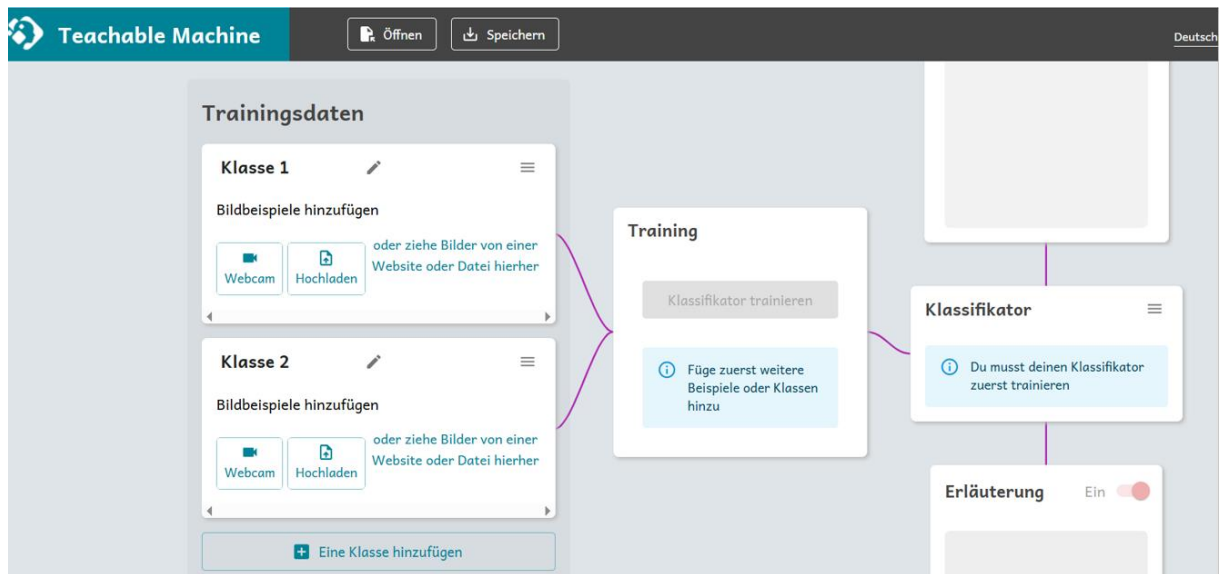 Teachable Machine
Öffnen
Speichern
Deutsch
Trainingsdaten
Klasse 1
Bildbeispiele hinzufügen
Webcam
Hochladen
oder ziehe Bilder von einer
Website oder Datei hierher
Klasse 2
Bildbeispiele hinzufügen
Webcam
Hochladen
oder ziehe Bilder von einer
Website oder Datei hierher
Eine Klasse hinzufügen
Training
Klassifikator trainieren
Füge zuerst weitere
Beispiele oder Klassen
hinzu
Klassifikator
Du musst deinen Klassifikator
zuerst trainieren
Erläuterung
Ein